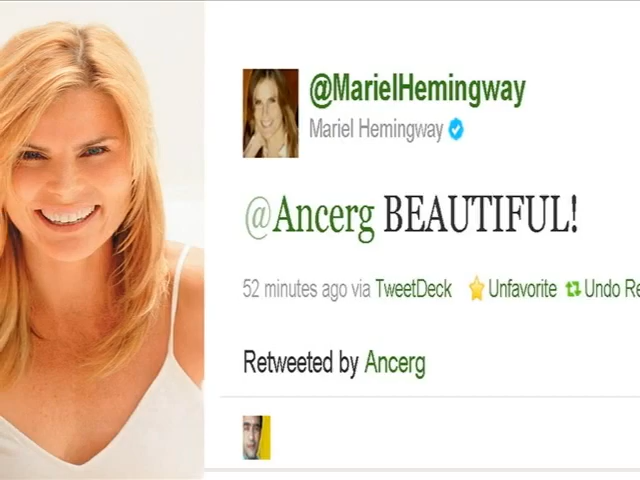 @MarielHemingway
Mariel Hemingway
@Ancerg BEAUTIFUL!
52 minutes ago via TweetDeck Unfavorite Undo Re
Retweeted by Ancerg